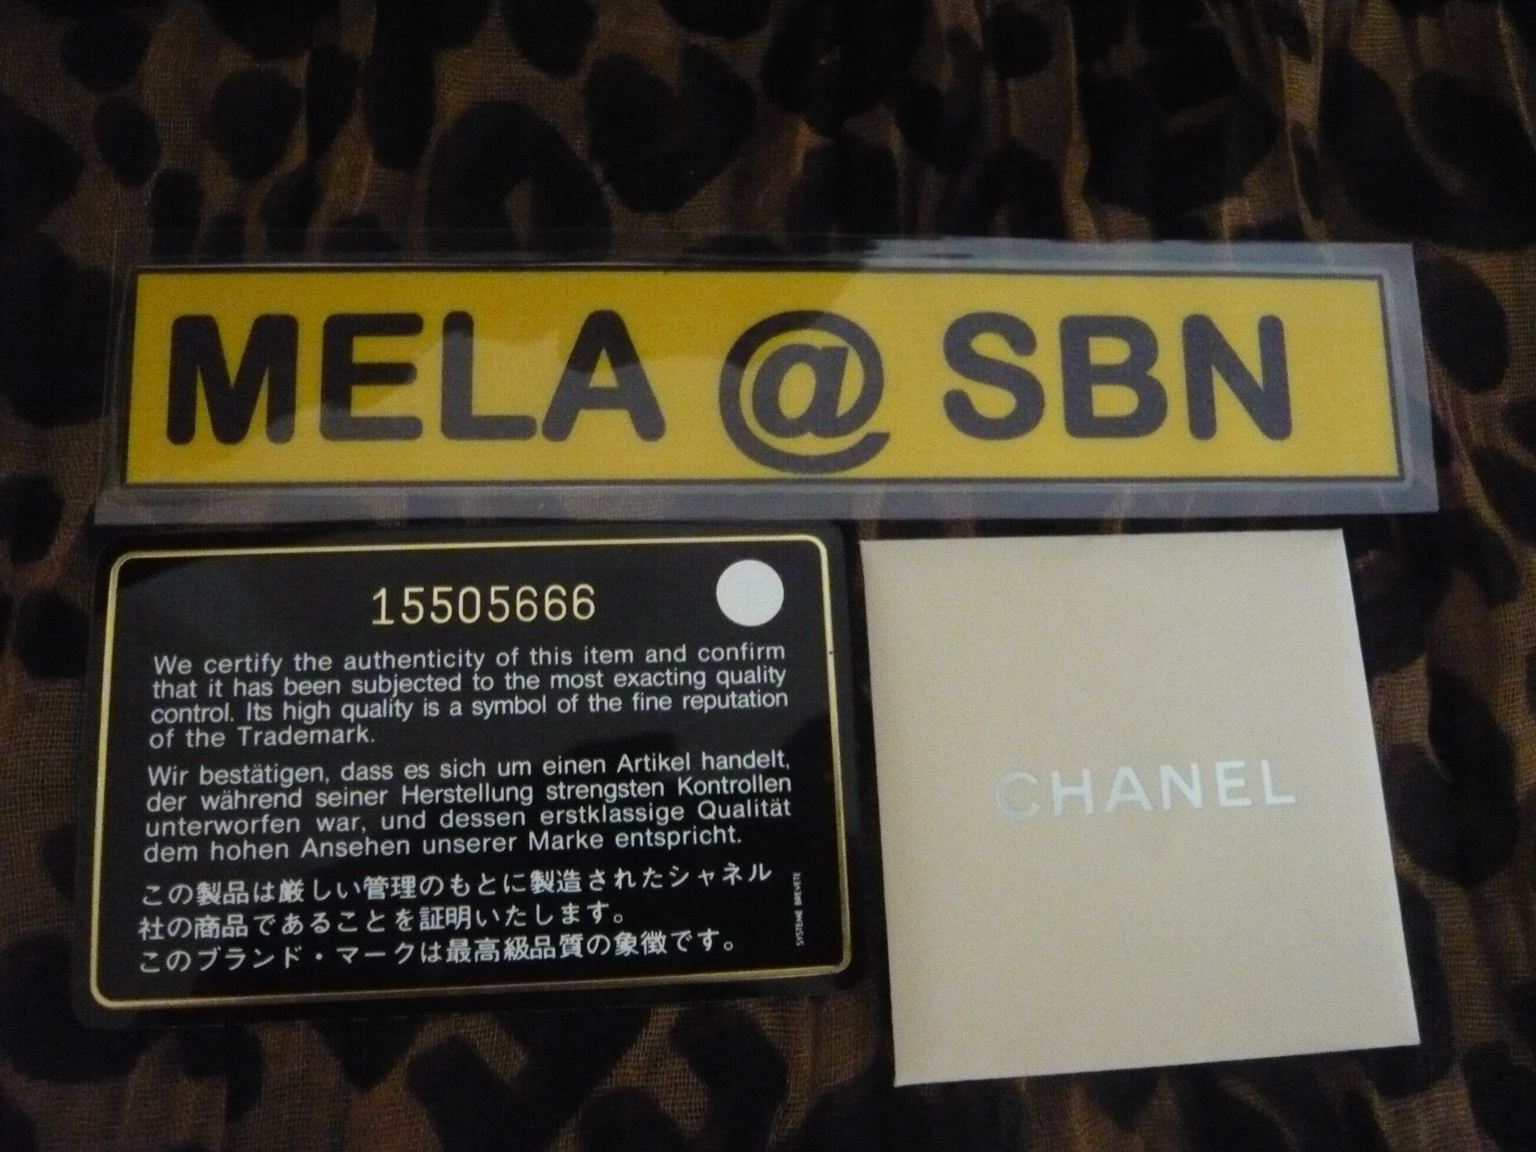 MELA @ SBN
15505666
We certify the authenticity of this item and confirm
that it has been subjected to the most exacting quality
control. Its high quality is a symbol of the fine reputation
of the Trademark.
Wir bestätigen, dass es sich um einen Artikel handelt,
der während seiner Herstellung strengsten Kontrollen
unterworfen war, und dessen erstklassige Qualität
dem hohen Ansehen unserer Marke entspricht.
この製品は厳しい管理のもとに製造されたシャネル
社の商品であることを証明いたします。
このブランド・マークは最高級品質の象徴です。
SYSTEME BREVETE
CHANEL